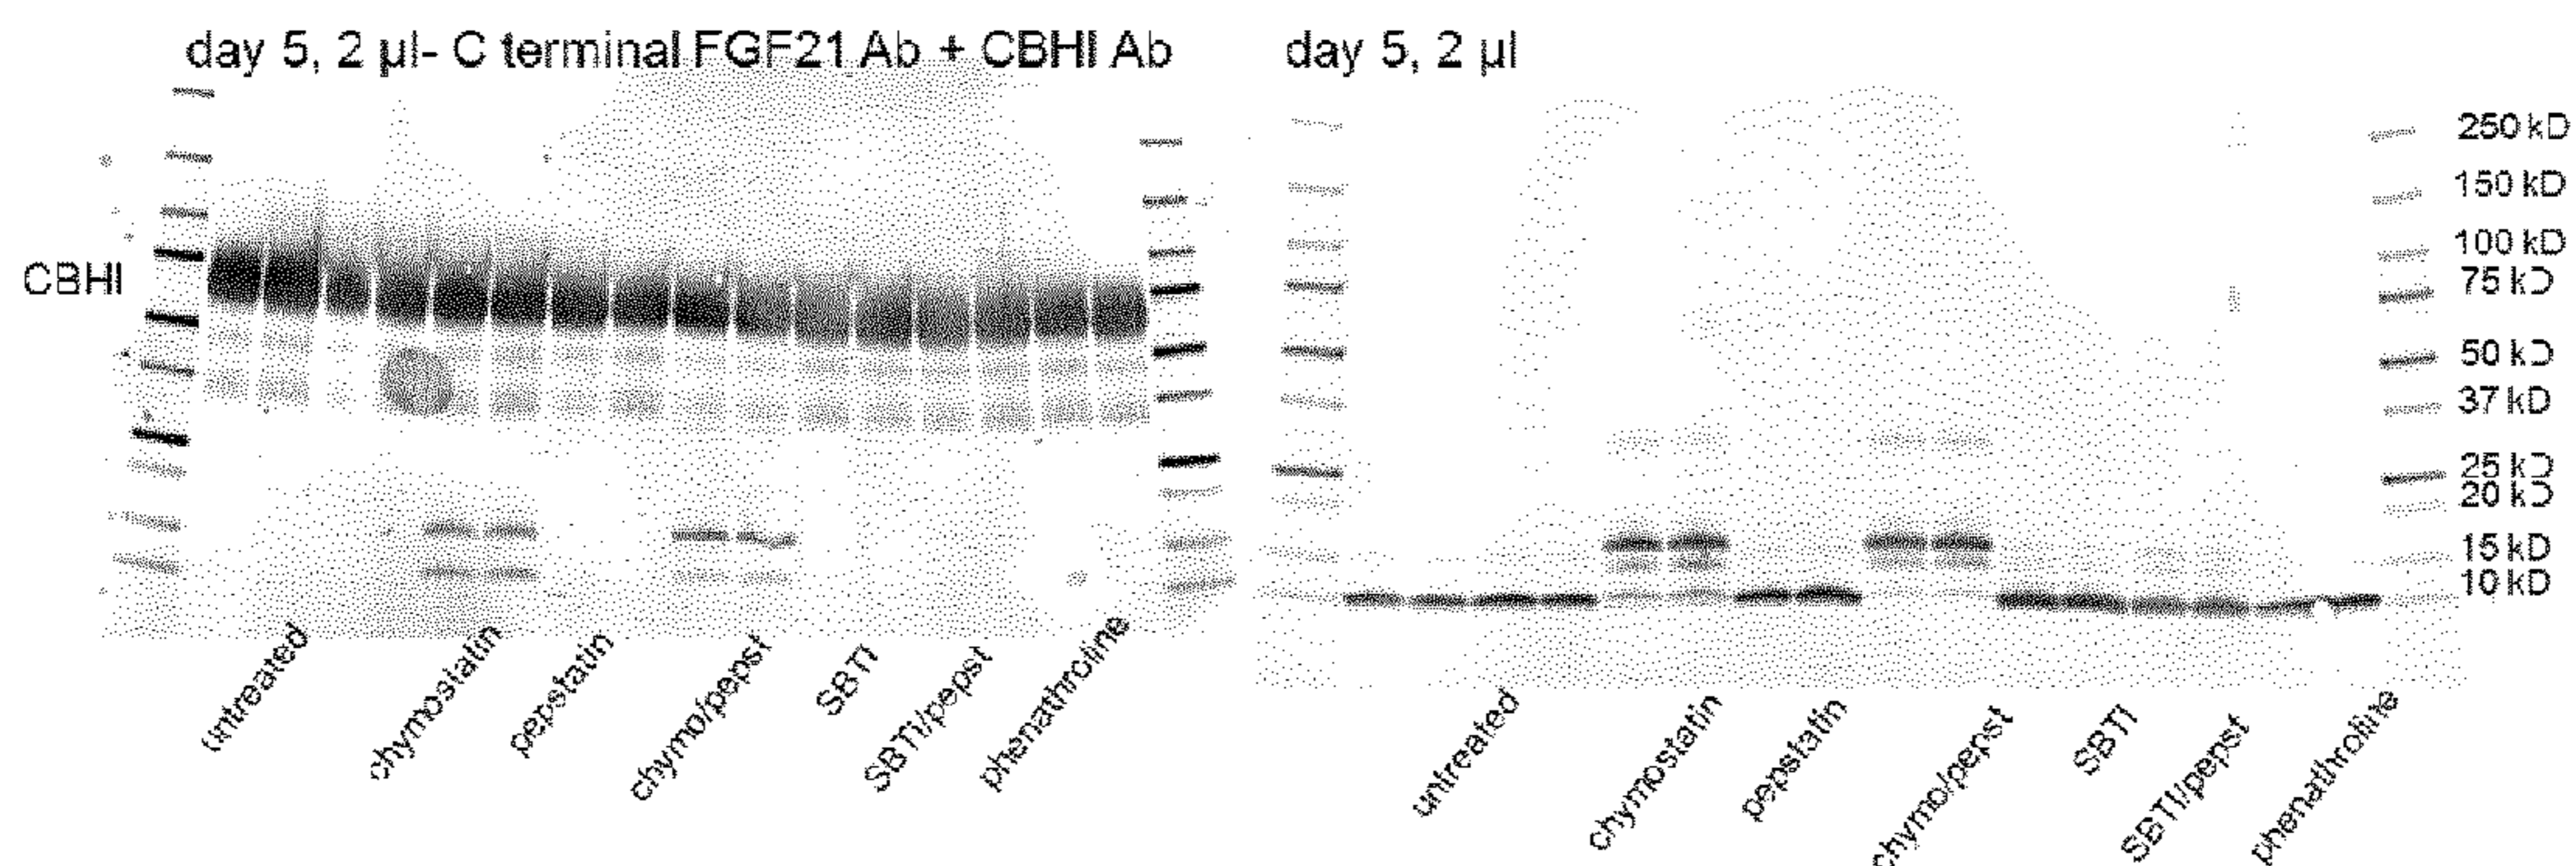 day 5, 2 µl- C terminal FGF21 Ab + CBHI Ab
day 5, 2 µl
CBHI
250 kD
150 kD
100 kD
75 kD
50 kD
37 kD
25 kD
20 kD
15 kD
10 kD
untreated
chymostatin
pepstatin
chymo/pepst
SBTI
SBTI/pepst
phenathroline
untreated
chymostatin
pepstatin
chymo/pepst
SBTI
SBTI/pepst
phenathroline